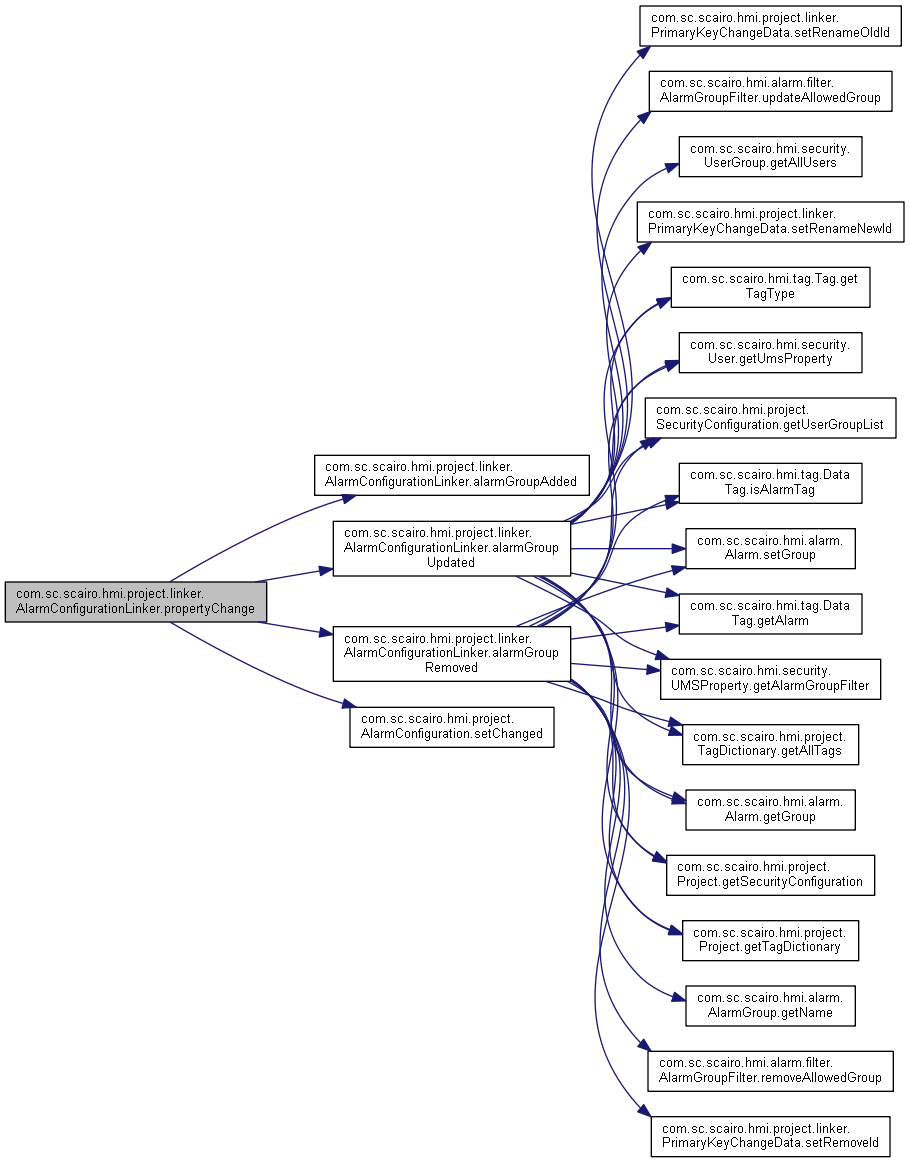 com.sc.scairo.hmi.project.linker.
PrimaryKeyChangeData.setRenameOldId
com.sc.scairo.hmi.alarm.filter.
AlarmGroupFilter.updateAllowedGroup
com.sc.scairo.hmi.security.
UserGroup.getAllUsers
com.sc.scairo.hmi.project.linker.
PrimaryKeyChangeData.setRenameNewId
com.sc.scairo.hmi.tag.Tag.get
TagType
com.sc.scairo.hmi.security.
User.getUmsProperty
com.sc.scairo.hmi.project.
SecurityConfiguration.getUserGroupList
com.sc.scairo.hmi.project.linker.
AlarmConfigurationLinker.alarmGroupAdded
com.sc.scairo.hmi.tag.Data
Tag.isAlarmTag
com.sc.scairo.hmi.project.linker.
AlarmConfigurationLinker.alarmGroup
Updated
com.sc.scairo.hmi.alarm.
Alarm.setGroup
com.sc.scairo.hmi.project.linker.
AlarmConfigurationLinker.propertyChange
com.sc.scairo.hmi.tag.Data
Tag.getAlarm
com.sc.scairo.hmi.project.linker.
AlarmConfigurationLinker.alarmGroup
Removed
com.sc.scairo.hmi.security.
UMSProperty.getAlarmGroupFilter
com.sc.scairo.hmi.project.
AlarmConfiguration.setChanged
com.sc.scairo.hmi.project.
TagDictionary.getAllTags
com.sc.scairo.hmi.alarm.
Alarm.getGroup
com.sc.scairo.hmi.project.
Project.getSecurityConfiguration
com.sc.scairo.hmi.project.
Project.getTagDictionary
com.sc.scairo.hmi.alarm.
AlarmGroup.getName
com.sc.scairo.hmi.alarm.filter.
AlarmGroupFilter.removeAllowedGroup
com.sc.scairo.hmi.project.linker.
PrimaryKeyChangeData.setRemoveId